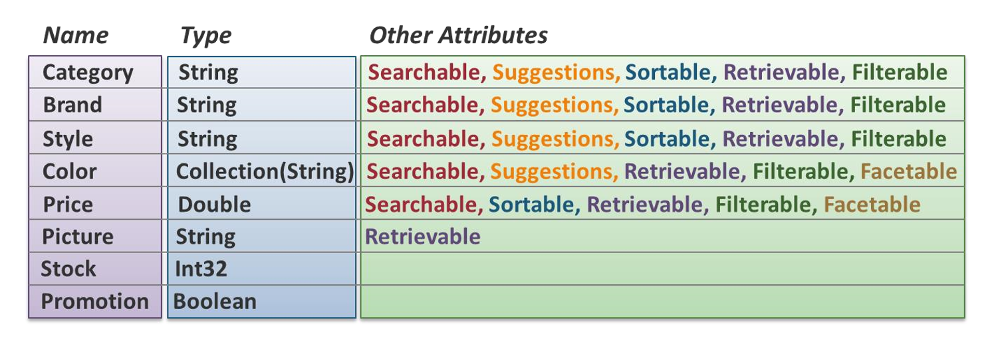 Name Type Other Attributes
Category String Searchable, Suggestions, Sortable, Retrievable, Filterable
Brand String Searchable, Suggestions, Sortable, Retrievable, Filterable
Style String Searchable, Suggestions, Sortable, Retrievable, Filterable
Color Collection(String) Searchable, Suggestions, Retrievable, Filterable, Facetable
Price Double Searchable, Sortable, Retrievable, Filterable, Facetable
Picture String Retrievable
Stock Int32
Promotion Boolean